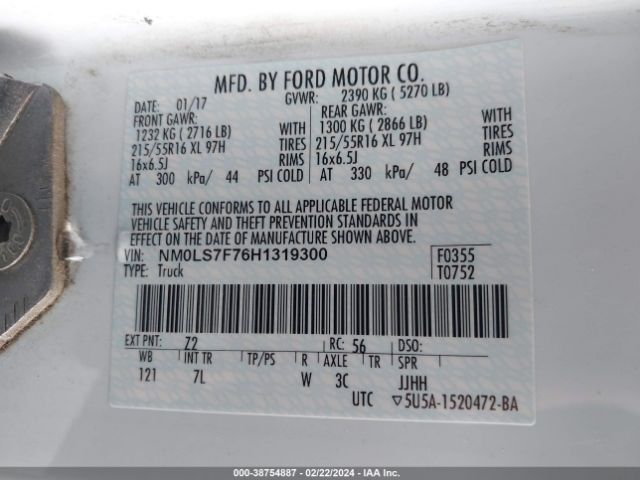 MFD. BY FORD MOTOR CO.
DATE: 01/17 GVWR: 2390 KG ( 5270 LB)
FRONT GAWR: REAR GAWR:
1232 KG ( 2716 LB) WITH 1300 KG ( 2866 LB) WITH
215/55R16 XL 97H TIRES 215/55R16 XL 97H TIRES
16x6.5J RIMS 16x6.5J RIMS
AT 300 kPa/ 44 PSI COLD AT 330 kPa/ 48 PSI COLD
THIS VEHICLE CONFORMS TO ALL APPLICABLE FEDERAL MOTOR
VEHICLE SAFETY AND THEFT PREVENTION STANDARDS IN
EFFECT ON THE DATE OF MANUFACTURE SHOWN ABOVE.
VIN: NM0LS7F76H1319300 F0355
TYPE: Truck T0752
EXT PNT: Z2 RC: 56 DSO:
WB INT TR TP/PS R AXLE TR SPR
121 7L W 3C JJHH
UTC ▽5U5A-1520472-BA
000-38754887 - 02/22/2024 - IAA Inc.